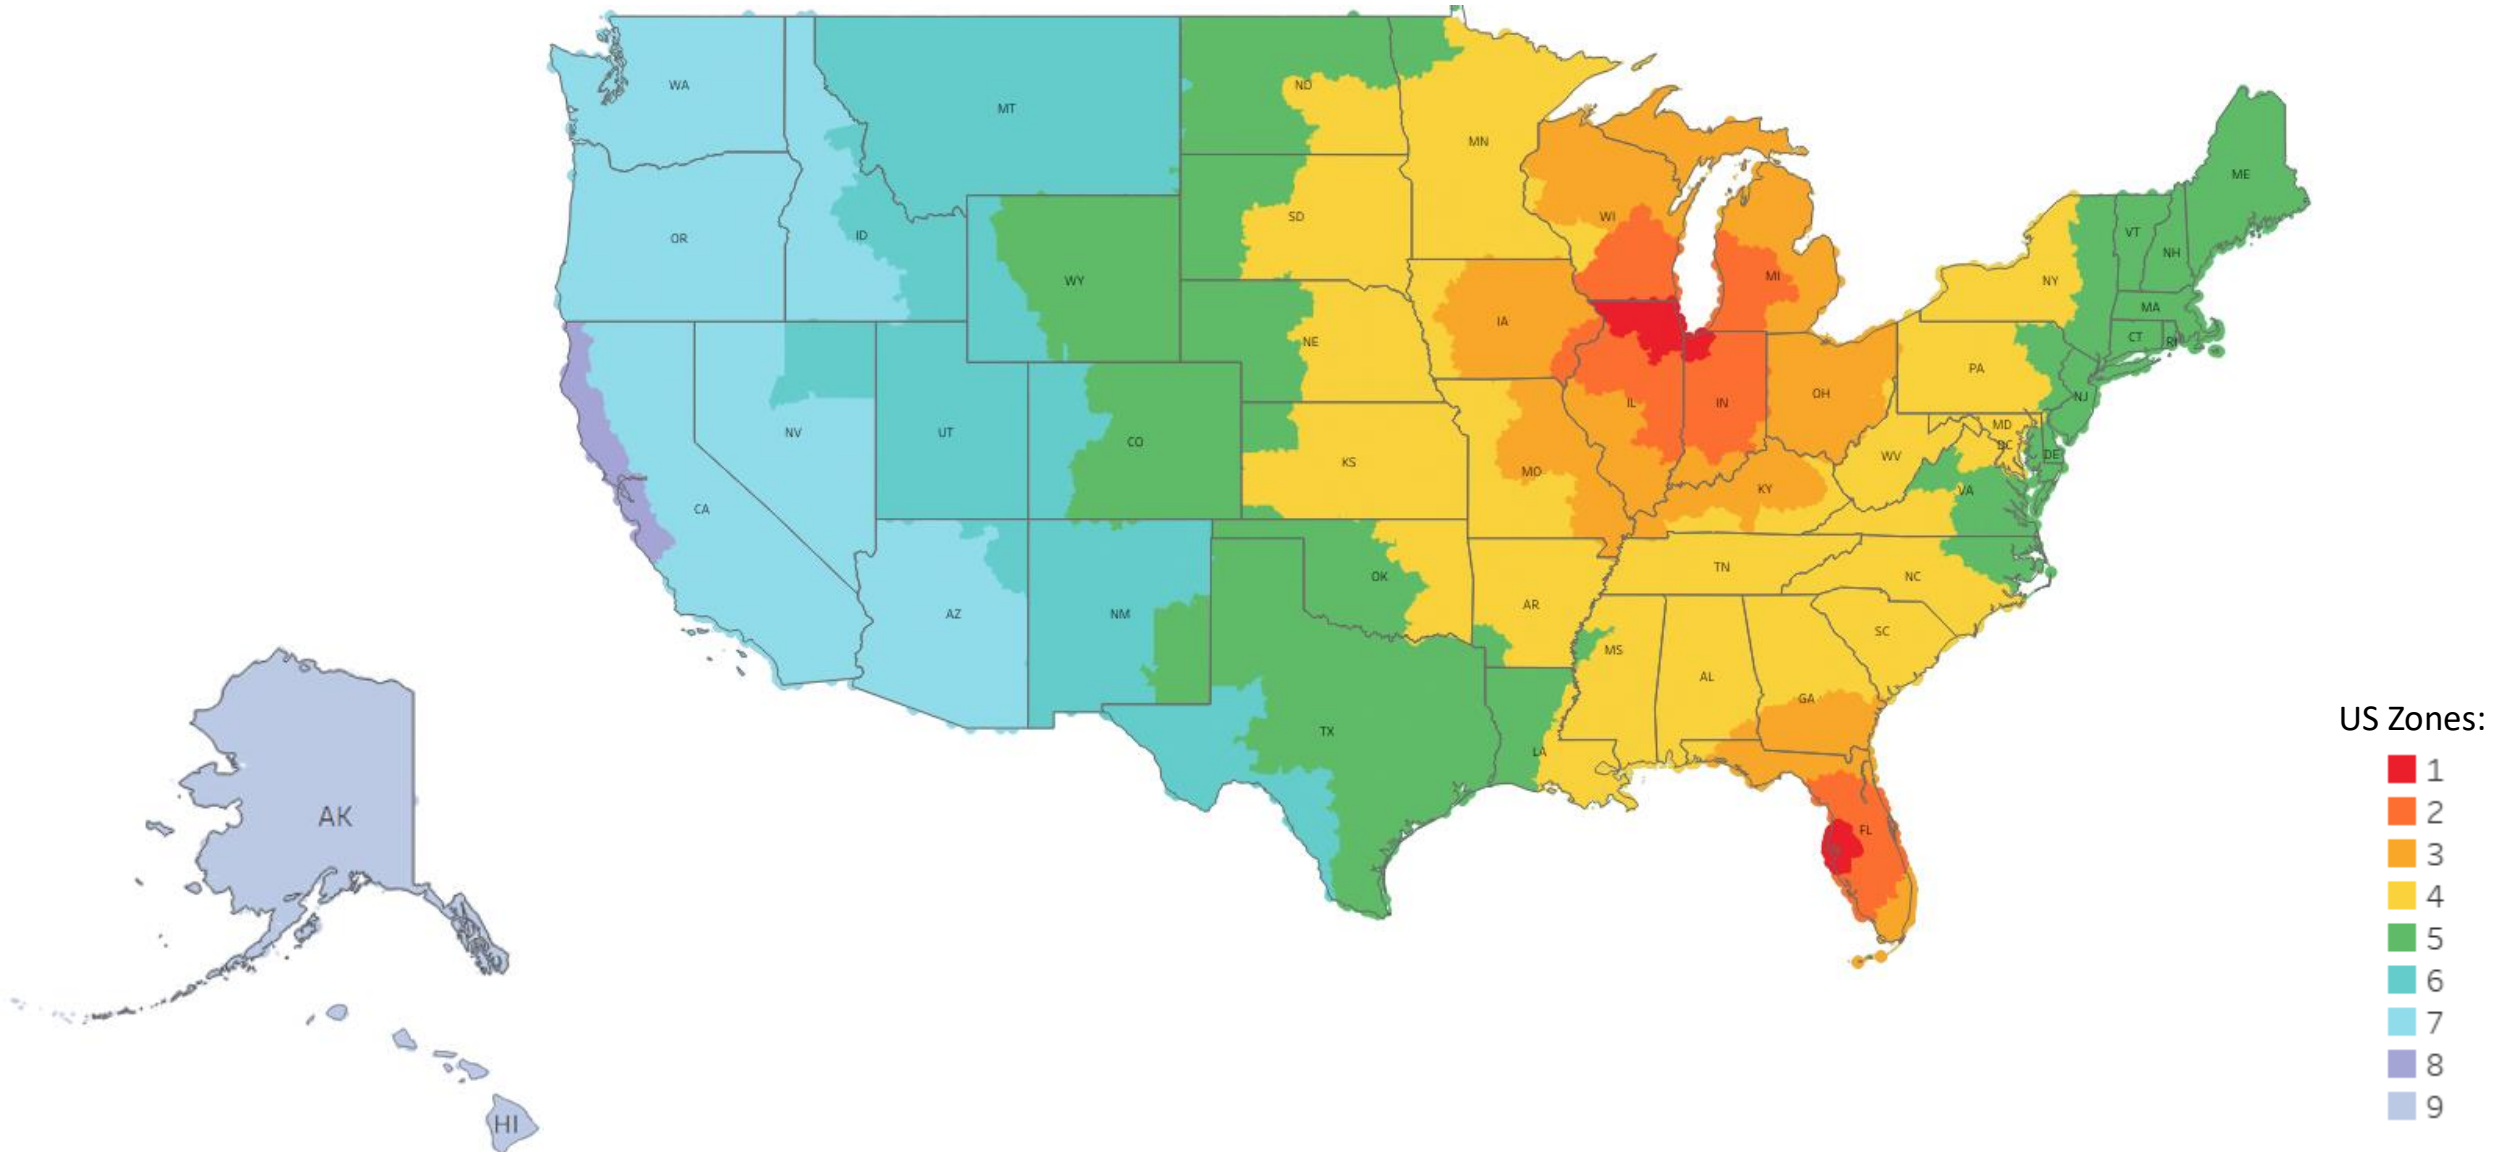 WA
MT
ND
MN
ME
OR
ID
WY
SD
WI
MI
VT
NH
NY
MA
CT
RI
IA
NE
PA
NJ
NV
UT
CO
KS
MO
IL
IN
OH
WV
MD
DC
DE
VA
KY
CA
AZ
NM
OK
AR
TN
NC
SC
MS
AL
GA
TX
LA
FL
AK
HI
US Zones:
1
2
3
4
5
6
7
8
9